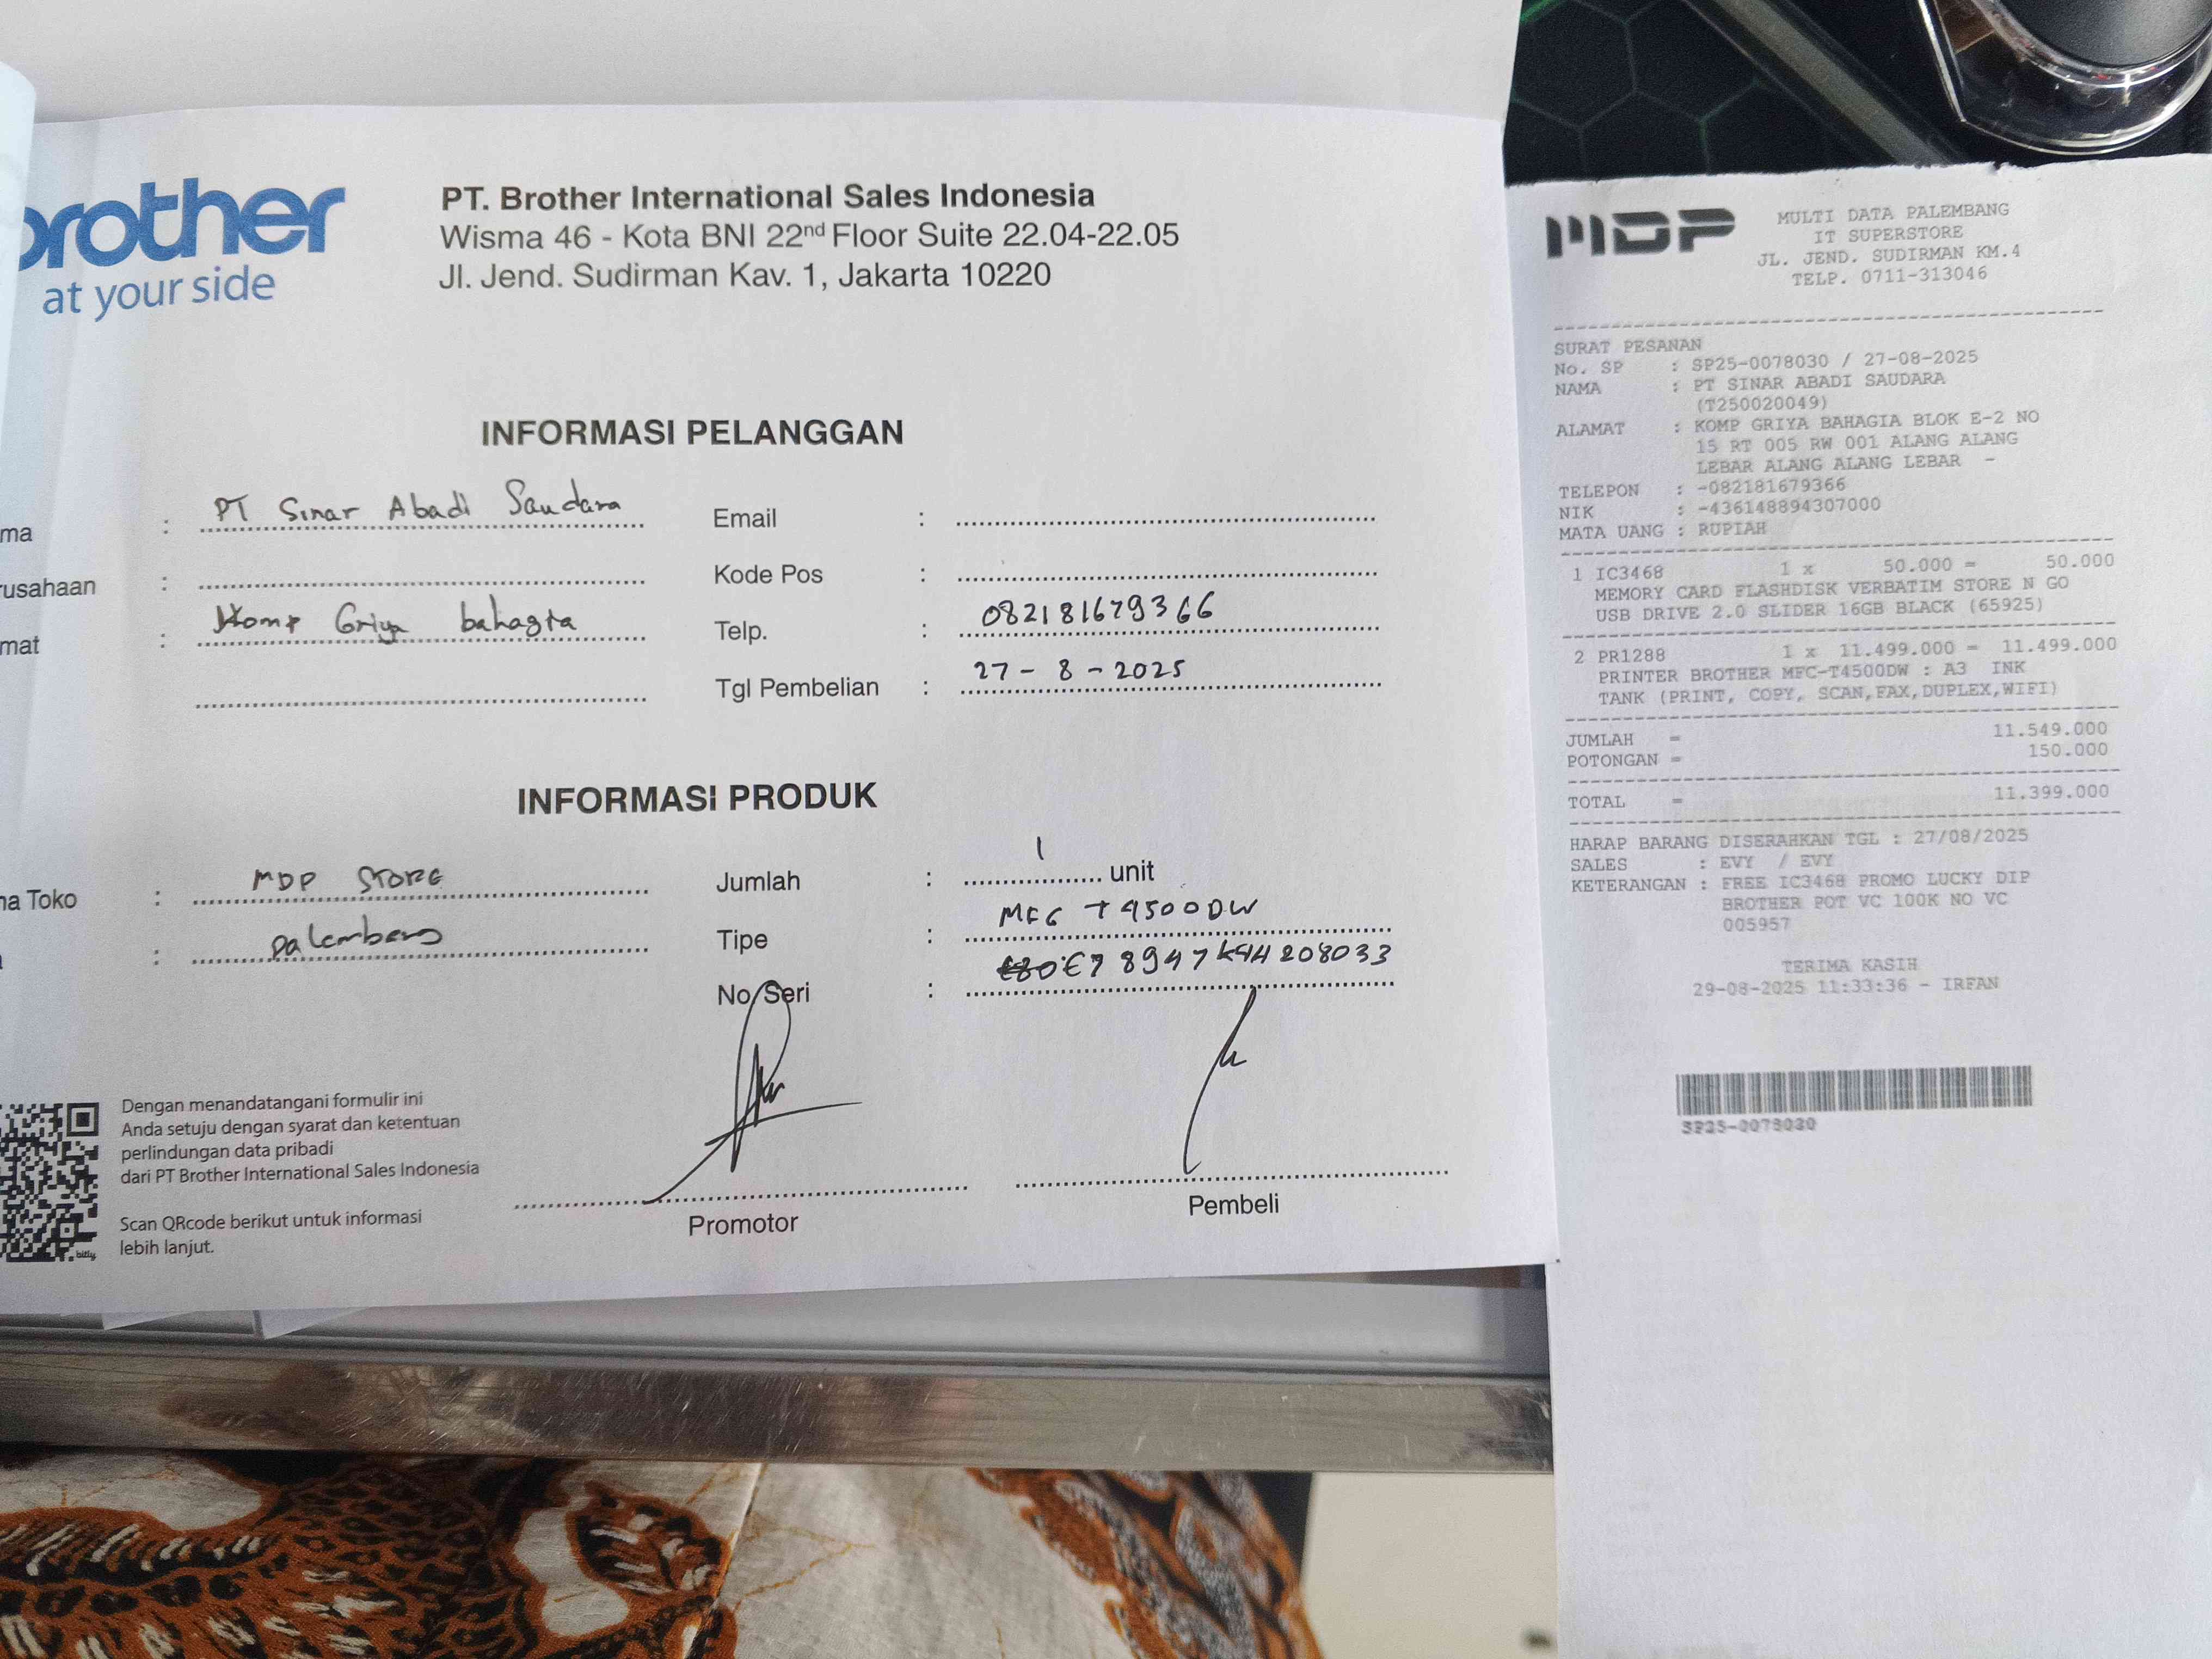 brother
at your side
PT. Brother International Sales Indonesia
Wisma 46 - Kota BNI 22nd Floor Suite 22.04-22.05
Jl. Jend. Sudirman Kav. 1, Jakarta 10220
INFORMASI PELANGGAN
ma : PT Sinar Abadi Saudara
Email :
rusahaan :
Kode Pos :
mat : Komp Griya bahagia
Telp. : 082181679366
Tgl Pembelian : 27 - 8 - 2025
INFORMASI PRODUK
na Toko : MDP STORE
Jumlah : 1 unit
: palembang
Tipe : MFC T4500DW
No Seri : E78947K4H208033
Dengan menandatangani formulir ini
Anda setuju dengan syarat dan ketentuan
perlindungan data pribadi
dari PT Brother International Sales Indonesia
Scan QRcode berikut untuk informasi
lebih lanjut.
bitly
Promotor
Pembeli
MDP
MULTI DATA PALEMBANG
IT SUPERSTORE
JL. JEND. SUDIRMAN KM.4
TELP. 0711-313046
SURAT PESANAN
No. SP : SP25-0078030 / 27-08-2025
NAMA : PT SINAR ABADI SAUDARA
(T250020049)
ALAMAT : KOMP GRIYA BAHAGIA BLOK E-2 NO
15 RT 005 RW 001 ALANG ALANG
LEBAR ALANG ALANG LEBAR -
TELEPON : -082181679366
NIK : -436148894307000
MATA UANG : RUPIAH
1 IC3468 1 x 50.000 = 50.000
MEMORY CARD FLASHDISK VERBATIM STORE N GO
USB DRIVE 2.0 SLIDER 16GB BLACK (65925)
2 PR1288 1 x 11.499.000 = 11.499.000
PRINTER BROTHER MFC-T4500DW : A3 INK
TANK (PRINT, COPY, SCAN,FAX,DUPLEX,WIFI)
JUMLAH = 11.549.000
POTONGAN = 150.000
TOTAL = 11.399.000
HARAP BARANG DISERAHKAN TGL : 27/08/2025
SALES : EVY / EVY
KETERANGAN : FREE IC3468 PROMO LUCKY DIP
BROTHER POT VC 100K NO VC
005957
TERIMA KASIH
29-08-2025 11:33:36 - IRFAN
SP25-0078030